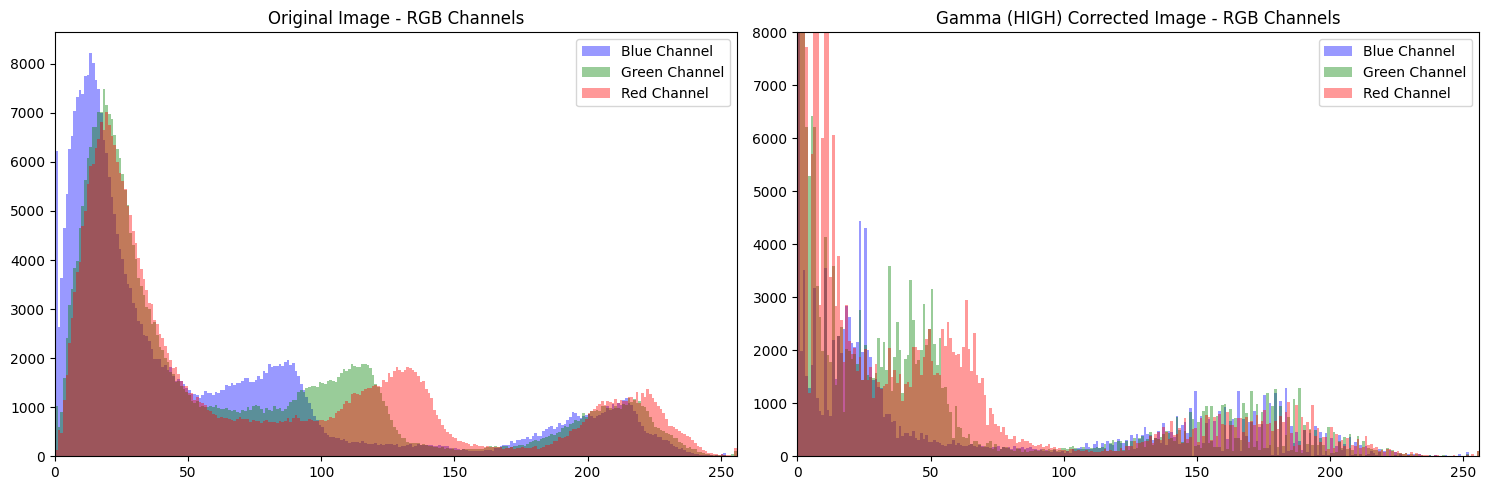 Original Image - RGB Channels
Blue Channel
Green Channel
Red Channel
8000
7000
6000
5000
4000
3000
2000
1000
0
0 50 100 150 200 250
Gamma (HIGH) Corrected Image - RGB Channels
Blue Channel
Green Channel
Red Channel
8000
7000
6000
5000
4000
3000
2000
1000
0
0 50 100 150 200 250